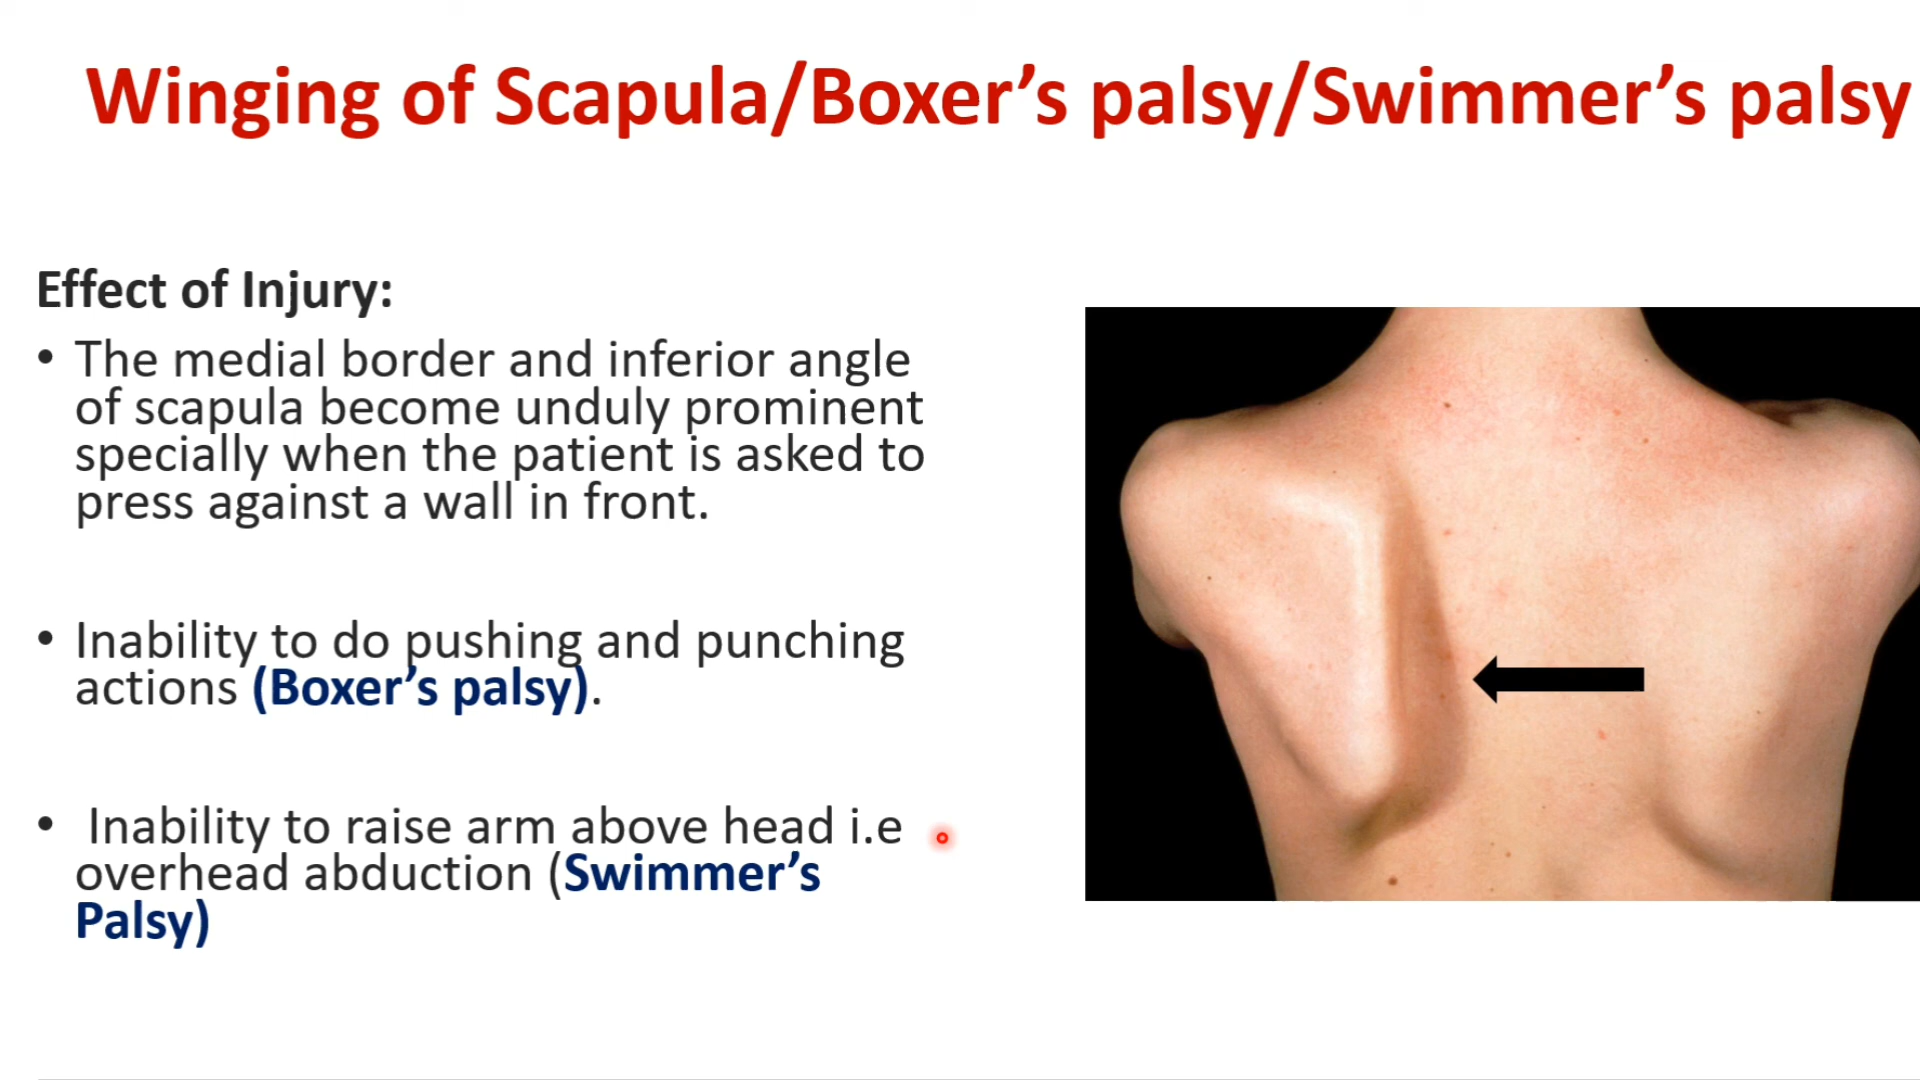 Winging of Scapula/Boxer’s palsy/Swimmer’s palsy
Effect of Injury:
• The medial border and inferior angle
of scapula become unduly prominent
specially when the patient is asked to
press against a wall in front.
• Inability to do pushing and punching
actions (Boxer’s palsy).
• Inability to raise arm above head i.e
overhead abduction (Swimmer’s
Palsy)